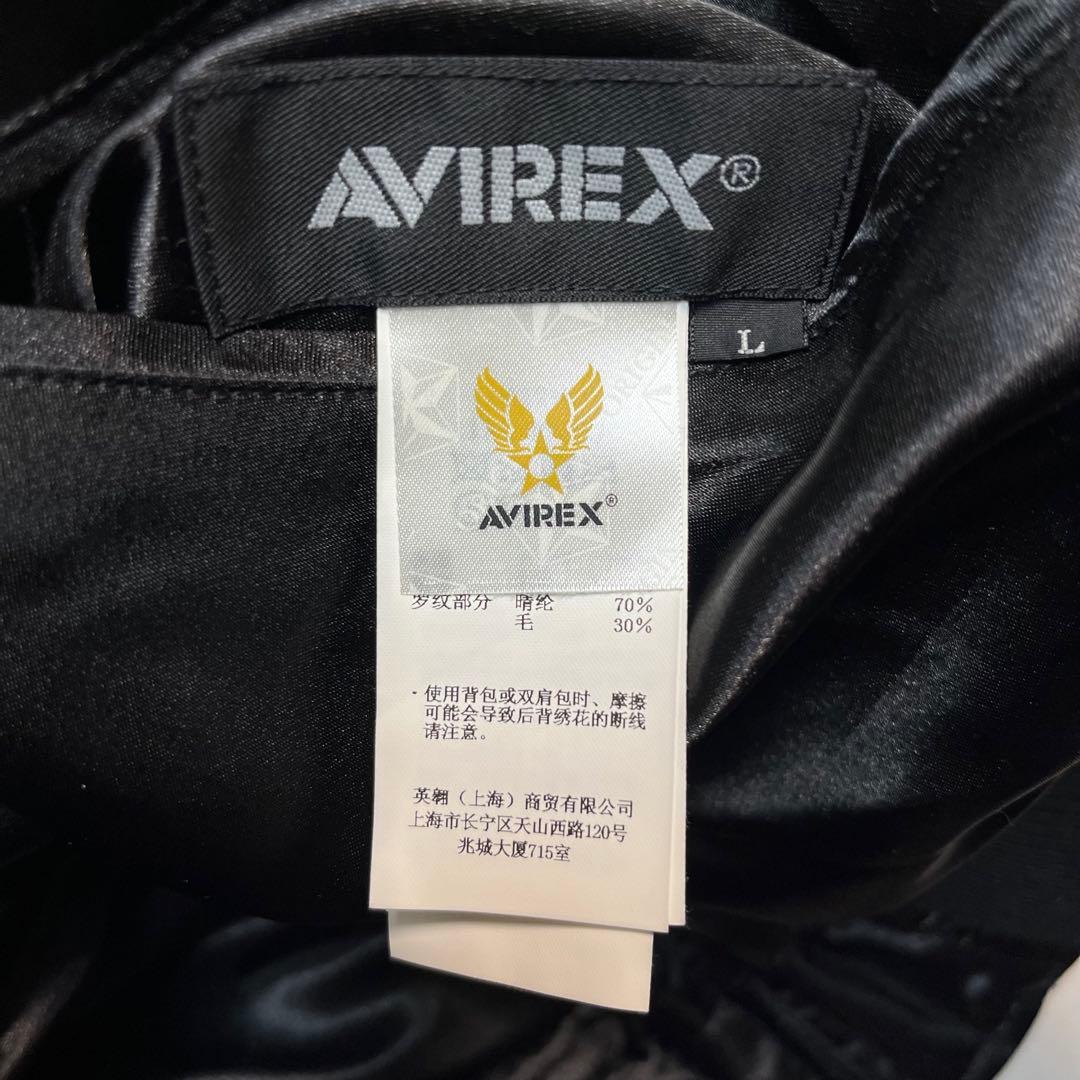 AVIREX®
L
AVIREX®
罗纹部分 晴纶 70%
毛 30%
·使用背包或双肩包时、摩擦
可能会导致后背绣花的断线
请注意。
英翱（上海）商贸有限公司
上海市长宁区天山西路120号
兆城大厦715室